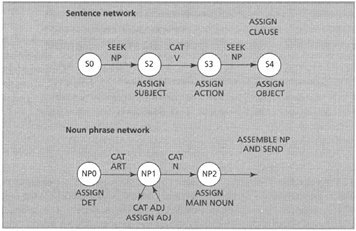 Sentence network
ASSIGN
CLAUSE
SEEK
NP
CAT
V
SEEK
NP
S0
S2
S3
S4
ASSIGN
SUBJECT
ASSIGN
ACTION
ASSIGN
OBJECT
Noun phrase network
ASSEMBLE NP
AND SEND
CAT
ART
CAT
N
NP0
NP1
NP2
ASSIGN
DET
CAT ADJ
ASSIGN ADJ
ASSIGN
MAIN NOUN